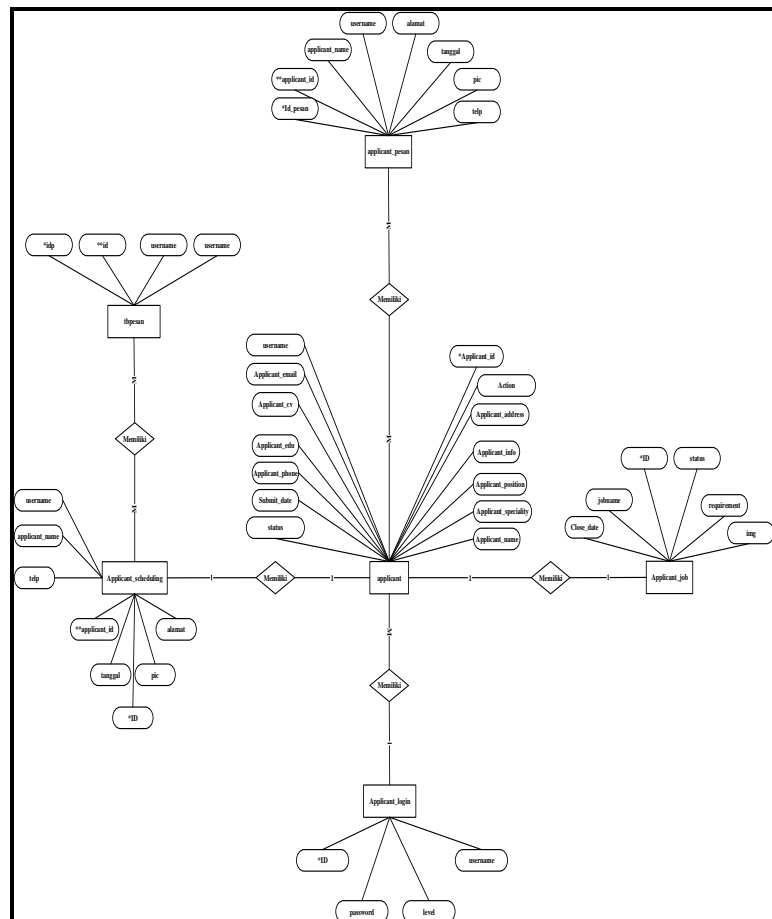 username
alamat
applicant_name
tanggal
**applicant_id
pic
*Id_pesan
telp
applicant_pesan
M
Memiliki
M
*idp
**id
username
username
tbpesan
M
Memiliki
M
username
Applicant_email
Applicant_cv
Applicant_edu
Applicant_phone
Submit_date
status
*Applicant_id
Action
Applicant_address
Applicant_info
Applicant_position
Applicant_speciality
Applicant_name
*ID
status
jobname
requirement
Close_date
img
username
applicant_name
telp
Applicant_scheduling
1
Memiliki
1
applicant
1
Memiliki
1
Applicant_job
**applicant_id
alamat
tanggal
pic
*ID
M
Memiliki
1
Applicant_login
*ID
username
password
level